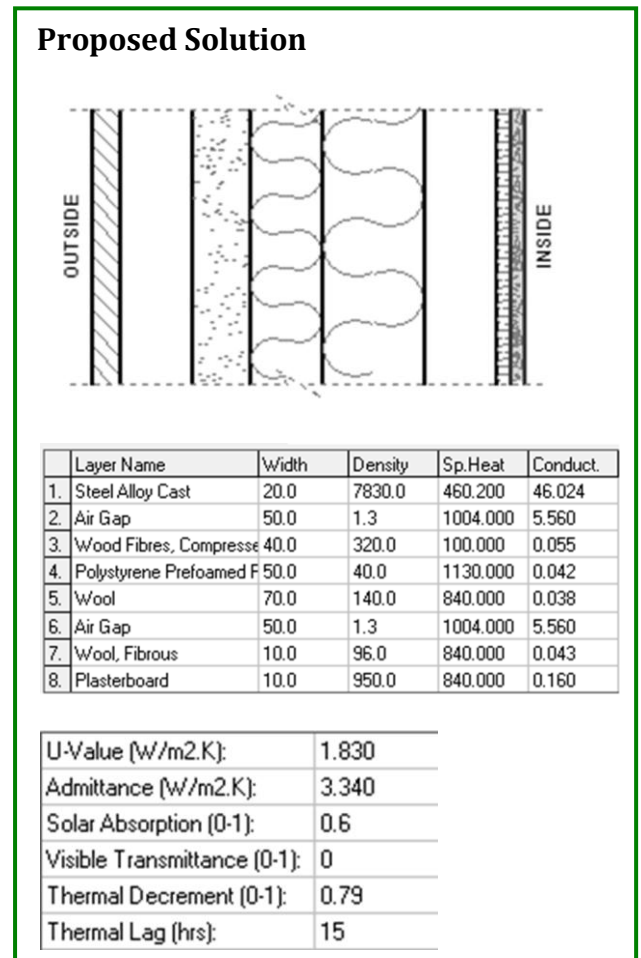 Proposed Solution
OUTSIDE
INSIDE
Layer Name Width Density Sp.Heat Conduct.
1. Steel Alloy Cast 20.0 7830.0 460.200 46.024
2. Air Gap 50.0 1.3 1004.000 5.560
3. Wood Fibres, Compresse 40.0 320.0 100.000 0.055
4. Polystyrene Prefoamed F 50.0 40.0 1130.000 0.042
5. Wool 70.0 140.0 840.000 0.038
6. Air Gap 50.0 1.3 1004.000 5.560
7. Wool, Fibrous 10.0 96.0 840.000 0.043
8. Plasterboard 10.0 950.0 840.000 0.160
U-Value (W/m2.K): 1.830
Admittance (W/m2.K): 3.340
Solar Absorption (0-1): 0.6
Visible Transmittance (0-1): 0
Thermal Decrement (0-1): 0.79
Thermal Lag (hrs): 15